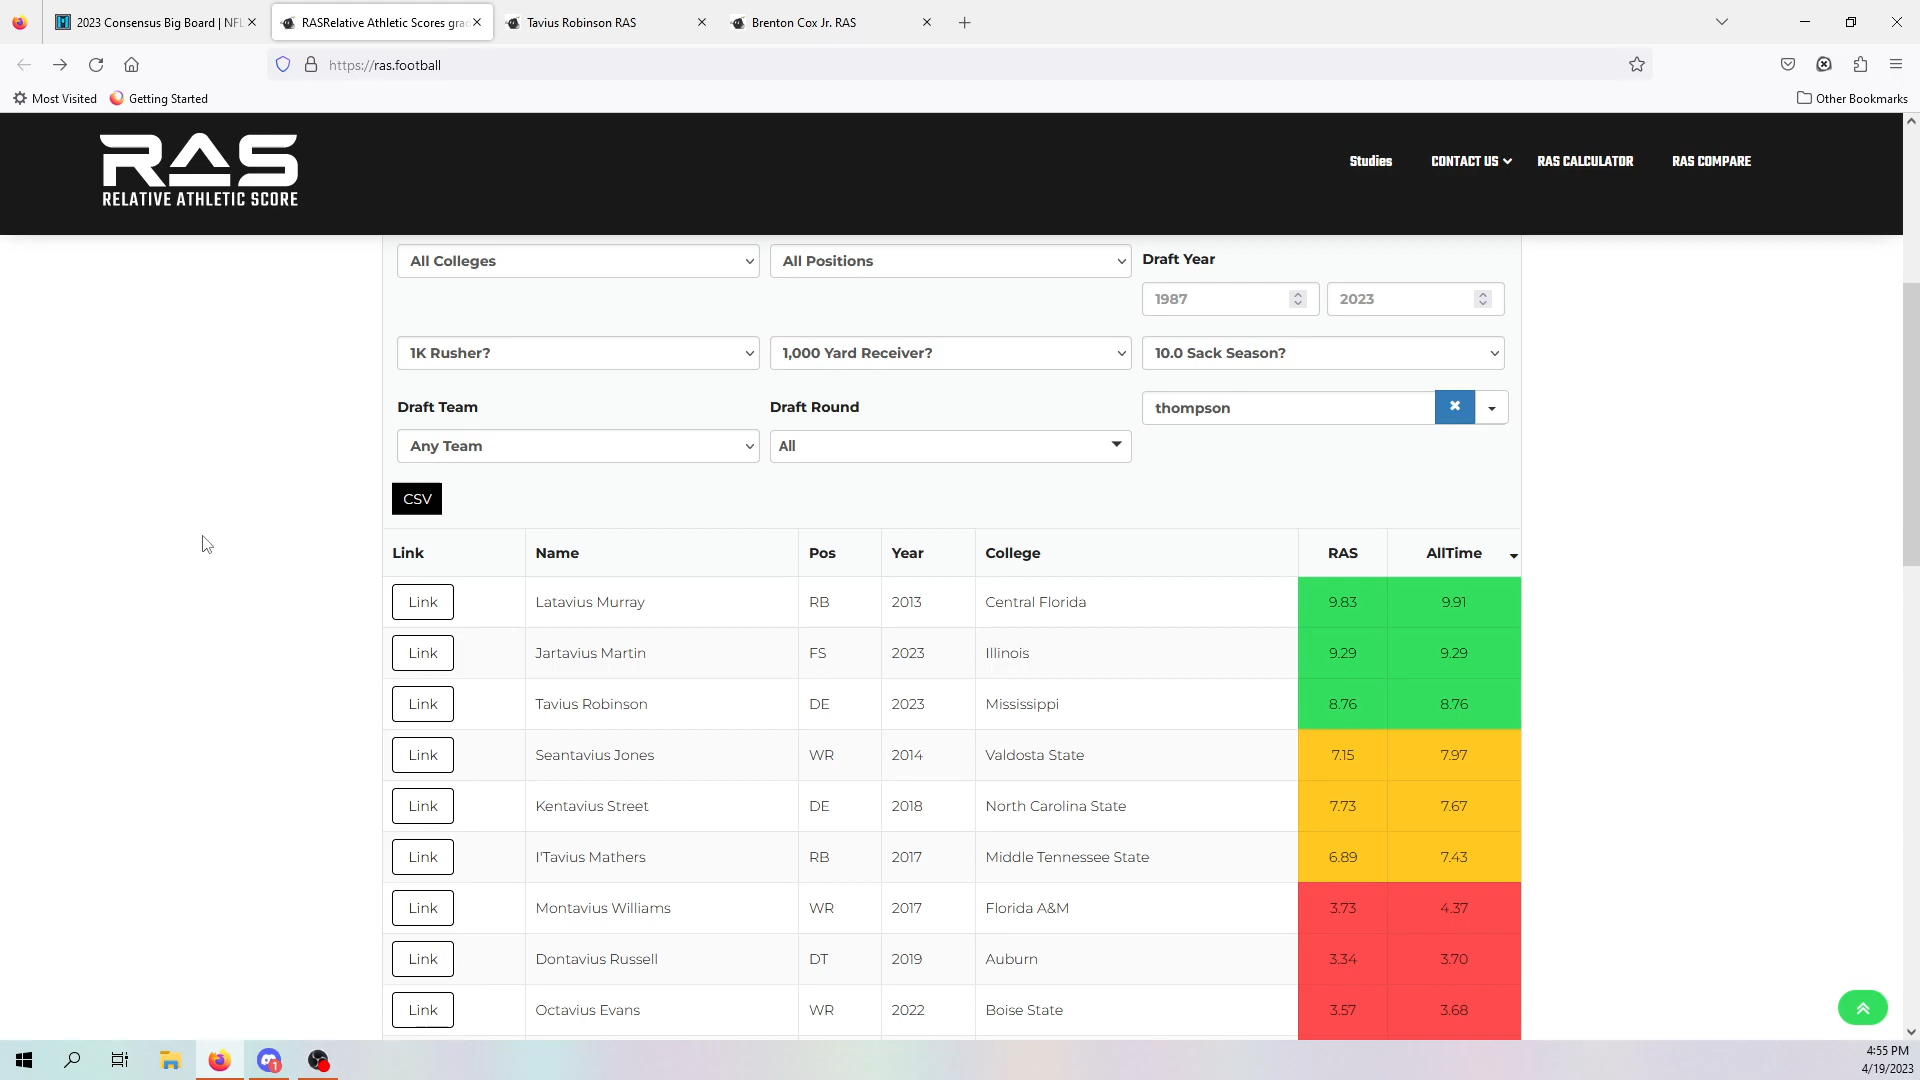 2023 Consensus Big Board | NFL
RASRelative Athletic Scores gra
Tavius Robinson RAS
Brenton Cox Jr. RAS
https://ras.football
Most Visited
Getting Started
Other Bookmarks
RAS
RELATIVE ATHLETIC SCORE
Studies
CONTACT US
RAS CALCULATOR
RAS COMPARE
All Colleges
All Positions
Draft Year
1987
2023
1K Rusher?
1,000 Yard Receiver?
10.0 Sack Season?
Draft Team
Draft Round
thompson
Any Team
All
CSV
Link Name Pos Year College RAS AllTime
Link Latavius Murray RB 2013 Central Florida 9.83 9.91
Link Jartavius Martin FS 2023 Illinois 9.29 9.29
Link Tavius Robinson DE 2023 Mississippi 8.76 8.76
Link Seantavius Jones WR 2014 Valdosta State 7.15 7.97
Link Kentavius Street DE 2018 North Carolina State 7.73 7.67
Link I'Tavius Mathers RB 2017 Middle Tennessee State 6.89 7.43
Link Montavius Williams WR 2017 Florida A&M 3.73 4.37
Link Dontavius Russell DT 2019 Auburn 3.34 3.70
Link Octavius Evans WR 2022 Boise State 3.57 3.68
1
4:55 PM
4/19/2023